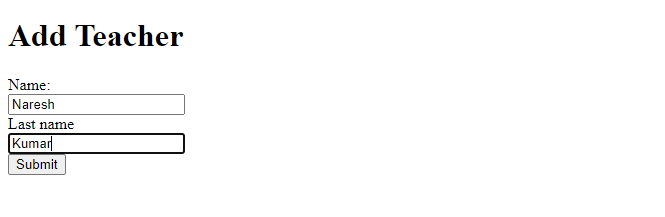 Add Teacher
Name:
Naresh
Last name
Kumar
Submit